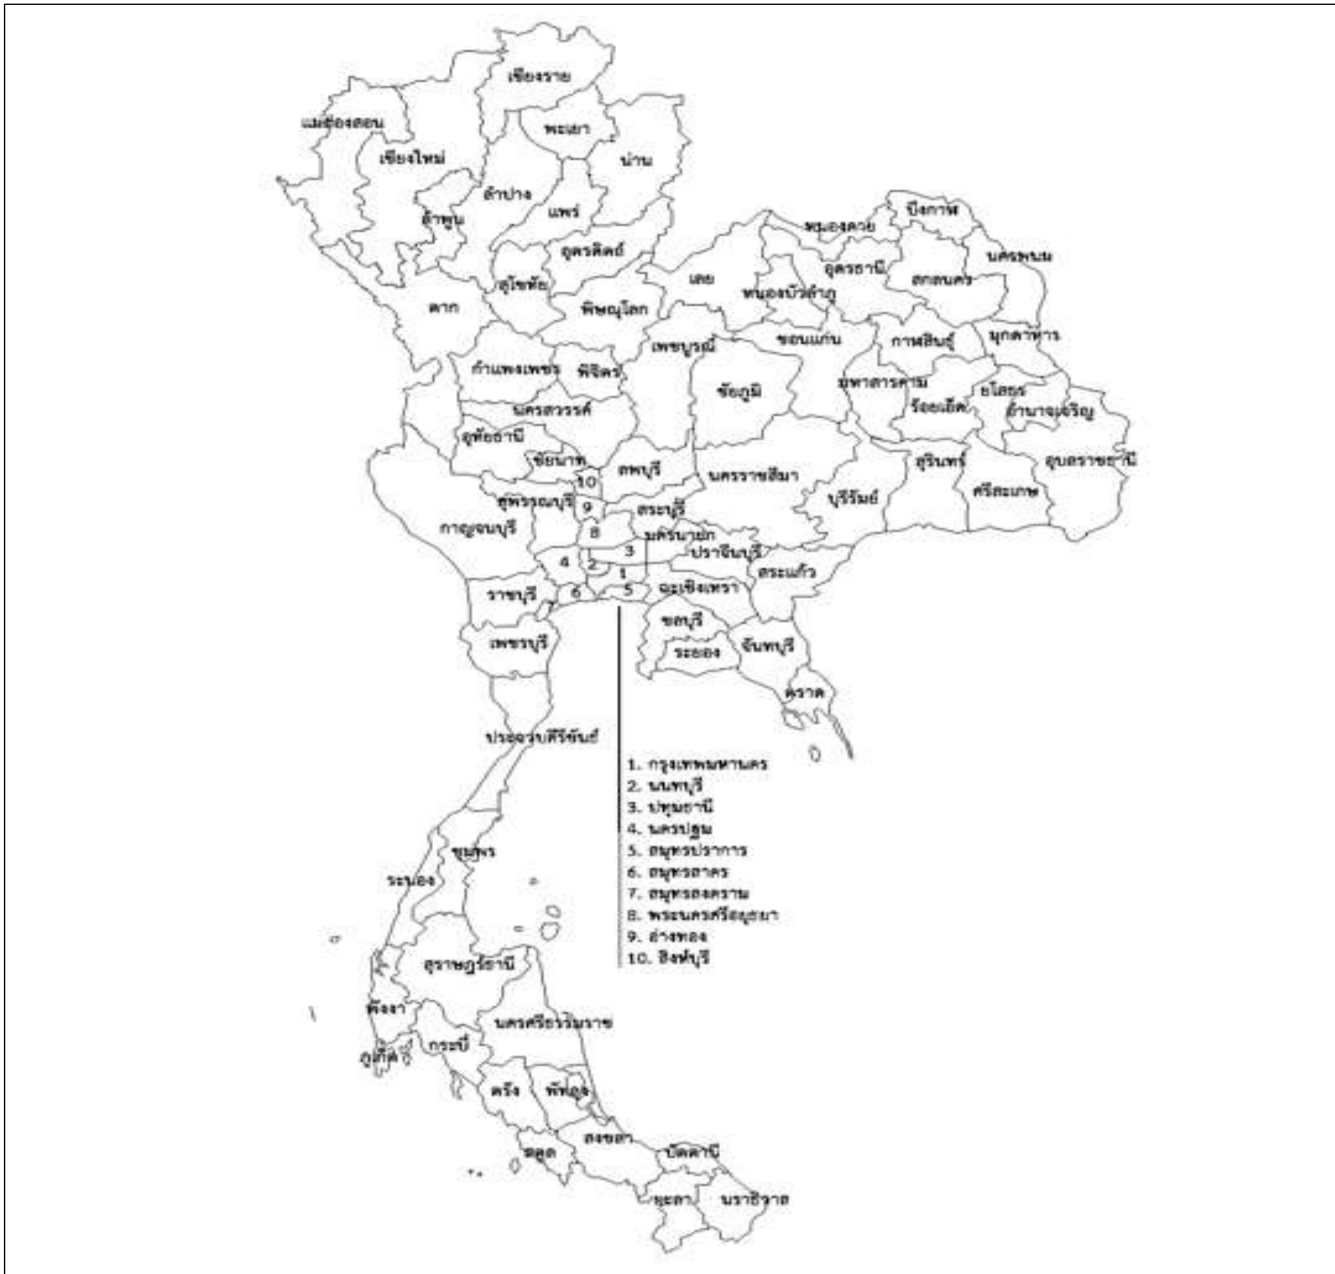 เชียงราย
แม่ฮ่องสอน
พะเยา
เชียงใหม่
น่าน
ลำปาง
แพร่
ลำพูน
บึงกาฬ
หนองคาย
อุตรดิตถ์
นครพนม
อุดรธานี
สกลนคร
เลย
สุโขทัย
หนองบัวลำภู
ตาก
พิษณุโลก
ขอนแก่น
กาฬสินธุ์
มุกดาหาร
เพชบูรณ์
กำแพงเพชร
พิจิตร
ชัยภูมิ
มหาสารคาม
ยโสธร
ร้อยเอ็ด
อำนาจเจริญ
นครสวรรค์
อุทัยธานี
ชัยนาท
ลพบุรี
นครราชสีมา
สุรินทร์
อุบลราชธานี
10
สุพรรณบุรี
บุรีรัมย์
ศรีสะเกษ
9
สระบุรี
กาญจนบุรี
8
นครนายก
3
ปราจีนบุรี
4
2
1
สระแก้ว
ราชบุรี
6
5
ฉะเชิงเทรา
7
ชลบุรี
เพชรบุรี
ระยอง
จันทบุรี
ตราด
ประจวบคีรีขันธ์
1. กรุงเทพมหานคร
2. นนทบุรี
3. ปทุมธานี
4. นครปฐม
5. สมุทรปราการ
6. สมุทรสาคร
7. สมุทรสงคราม
8. พระนครศรีอยุธยา
9. อ่างทอง
10. สิงห์บุรี
ชุมพร
ระนอง
สุราษฎร์ธานี
พังงา
นครศรีธรรมราช
ภูเก็ต
กระบี่
ตรัง
พัทลุง
สงขลา
สตูล
ปัตตานี
ยะลา
นราธิวาส